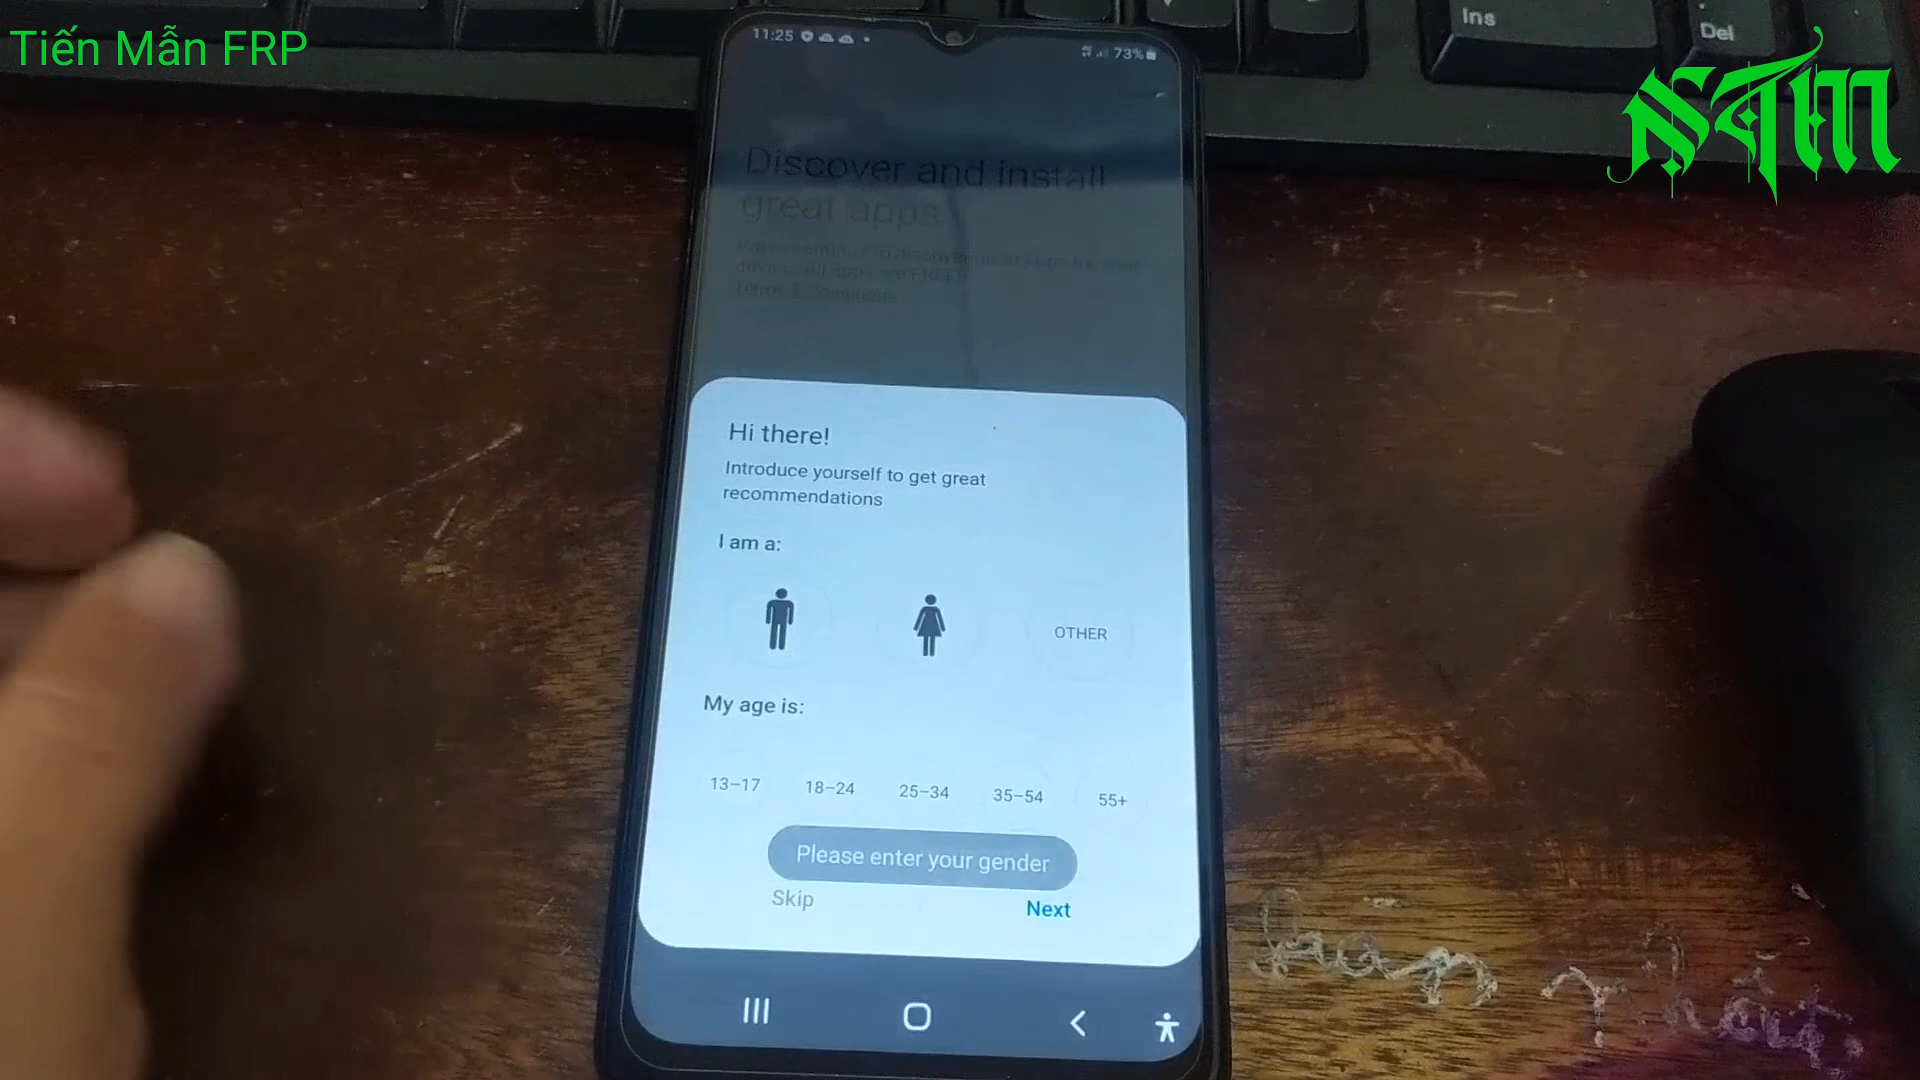 Tiến Mẫn FRP
Ins
Del
NAM
11:25
73%
Discover and install
great apps.
Hi there!
Introduce yourself to get great
recommendations
I am a:
OTHER
My age is:
13–17 18–24 25–34 35–54 55+
Please enter your gender
Skip Next